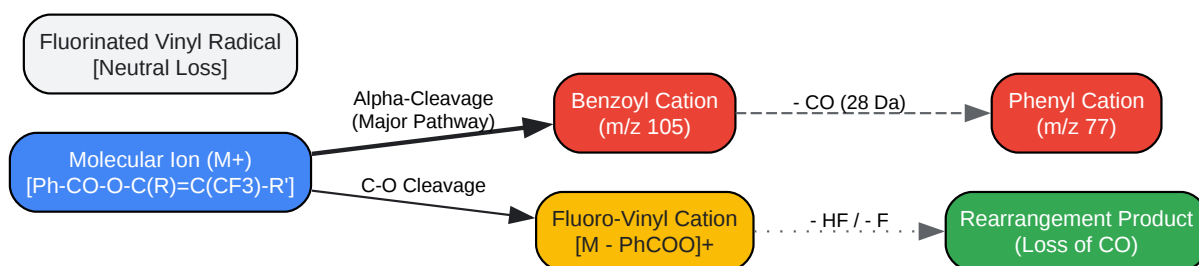 Fluorinated Vinyl Radical
[Neutral Loss]
Molecular Ion (M+)
[Ph-CO-O-C(R)=C(CF3)-R']
Alpha-Cleavage
(Major Pathway)
C-O Cleavage
Benzoyl Cation
(m/z 105)
- CO (28 Da)
Phenyl Cation
(m/z 77)
Fluoro-Vinyl Cation
[M - PhCOO]+
- HF / - F
Rearrangement Product
(Loss of CO)